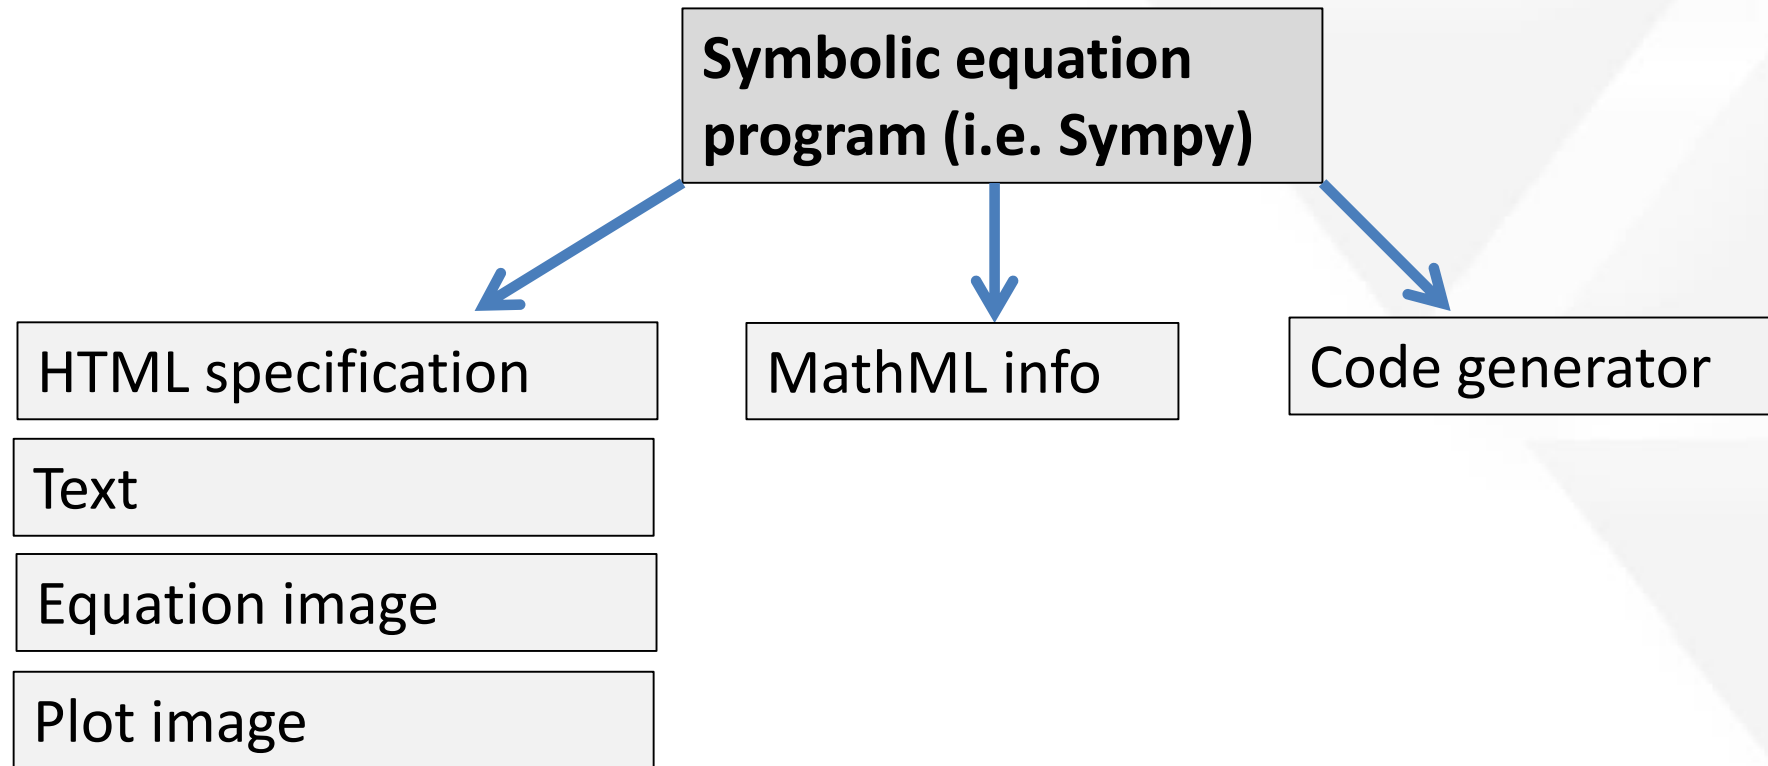 Symbolic equation
program (i.e. Sympy)
HTML specification
MathML info
Code generator
Text
Equation image
Plot image